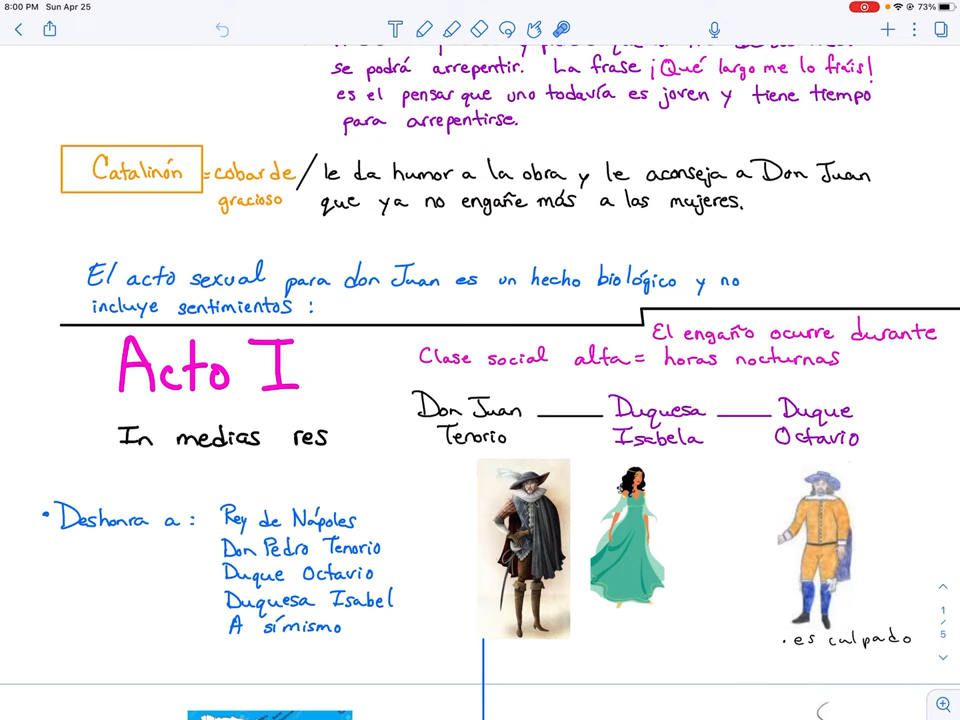 8:00 PM Sun Apr 25
73%
se podrá arrepentir. La frase ¡Qué largo me lo fiáis!
es el pensar que uno todavía es joven y tiene tiempo
para arrepentirse.
Catalinón = cobarde / le da humor a la obra y le aconseja a Don Juan
gracioso que ya no engañe más a las mujeres.
El acto sexual para don Juan es un hecho biológico y no
incluye sentimientos :
El engaño ocurre durante
Clase social alta = horas nocturnas
Acto I
Don Juan Duquesa Duque
Tenorio Isabela Octavio
In medias res
• Deshonra a : Rey de Nápoles
Don Pedro Tenorio
Duque Octavio
Duquesa Isabel
A sí mismo
• es culpado
1
/
5